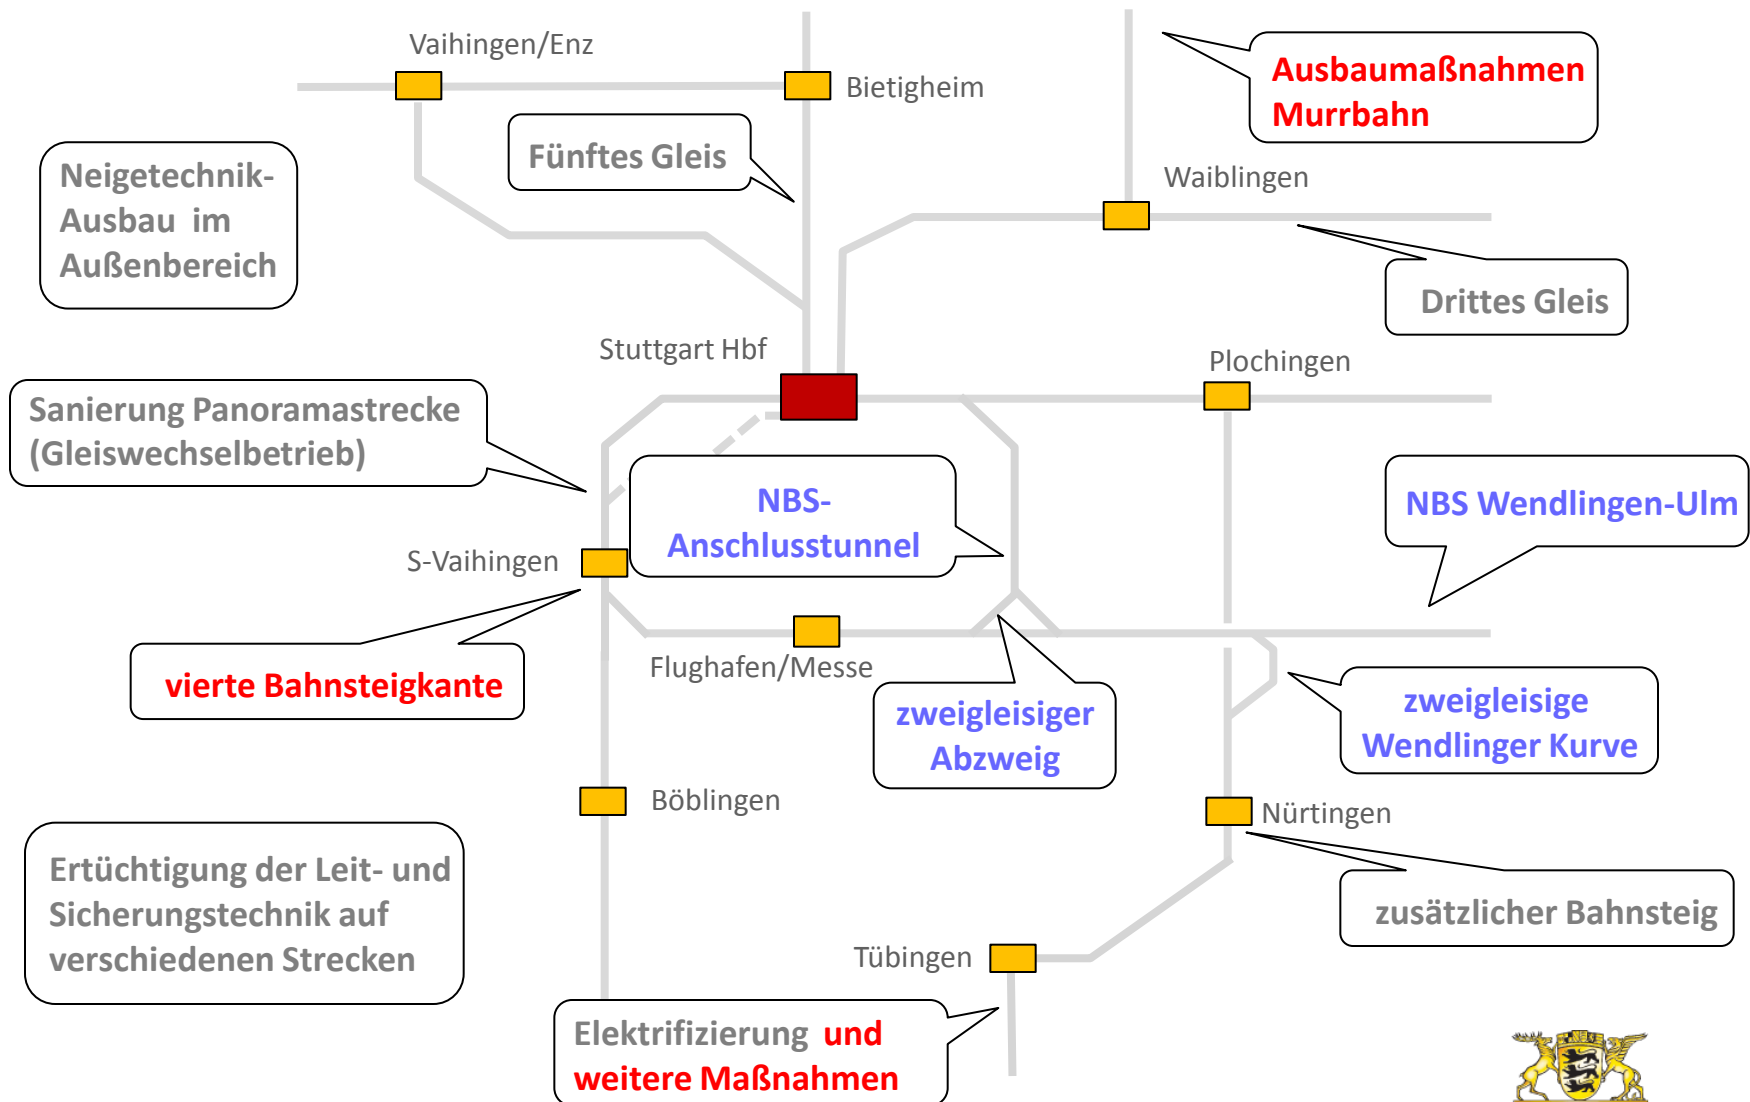 Vaihingen/Enz
Bietigheim
Ausbaumaßnahmen
Murrbahn
Fünftes Gleis
Neigetechnik-
Ausbau im
Außenbereich
Waiblingen
Drittes Gleis
Stuttgart Hbf
Plochingen
Sanierung Panoramastrecke
(Gleiswechselbetrieb)
NBS-
Anschlusstunnel
NBS Wendlingen-Ulm
S-Vaihingen
Flughafen/Messe
vierte Bahnsteigkante
zweigleisiger
Abzweig
zweigleisige
Wendlinger Kurve
Böblingen
Nürtingen
Ertüchtigung der Leit- und
Sicherungstechnik auf
verschiedenen Strecken
zusätzlicher Bahnsteig
Tübingen
Elektrifizierung und
weitere Maßnahmen